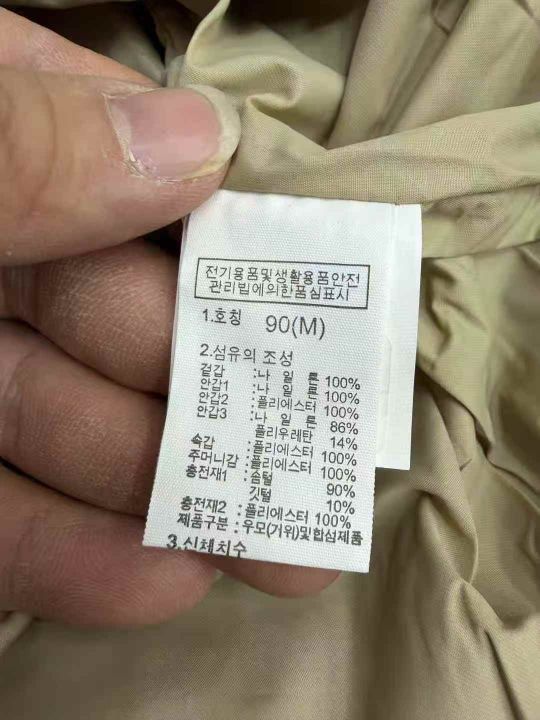 전기용품및생활용품안전
관리법에의한품심표시
1.호칭 90(M)
2.섬유의 조성
겉감 :나 일 론 100%
안감1 :나 일 론 100%
안감2 :폴리에스터 100%
안감3 :나 일 론 86%
폴리우레탄 14%
속감 :폴리에스터 100%
주머니감 :폴리에스터 100%
충전재1 :솜털 90%
깃털 10%
충전재2 :폴리에스터 100%
제품구분 :우모(거위)및합섬제품
3.신체치수